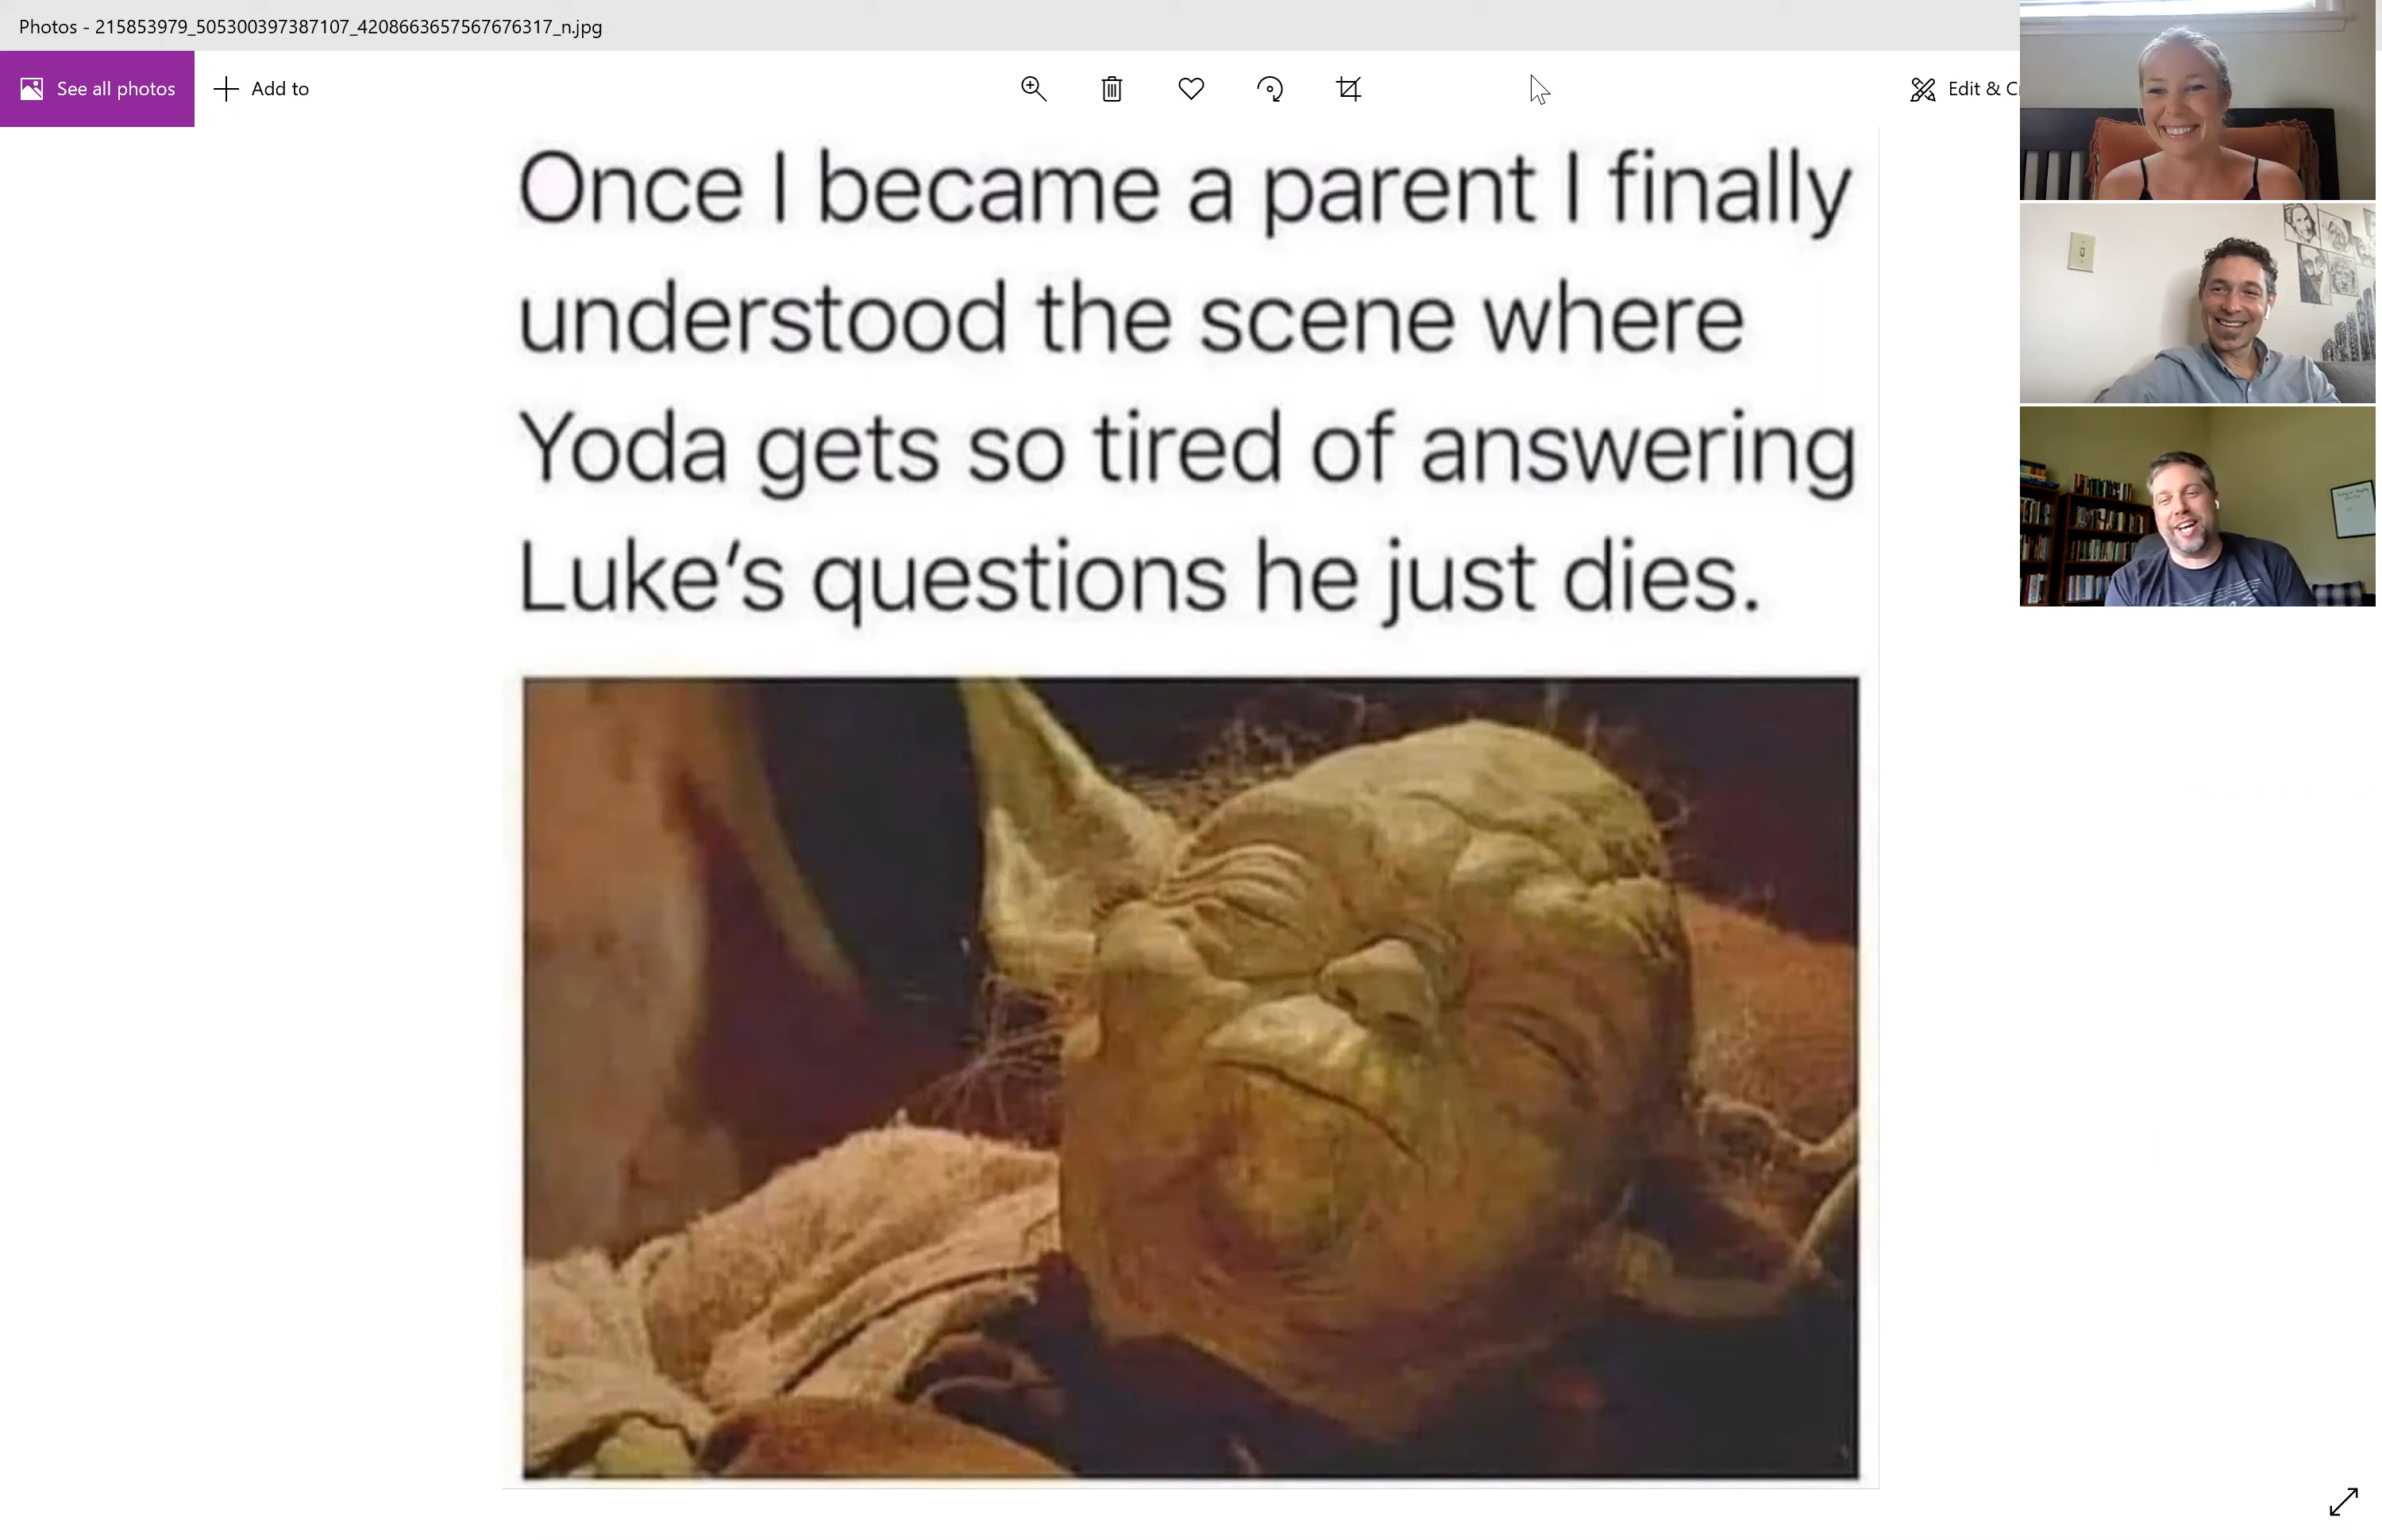 Photos - 215853979_505300397387107_4208663657567676317_n.jpg
See all photos
Add to
Edit & C
Once I became a parent I finally
understood the scene where
Yoda gets so tired of answering
Luke's questions he just dies.